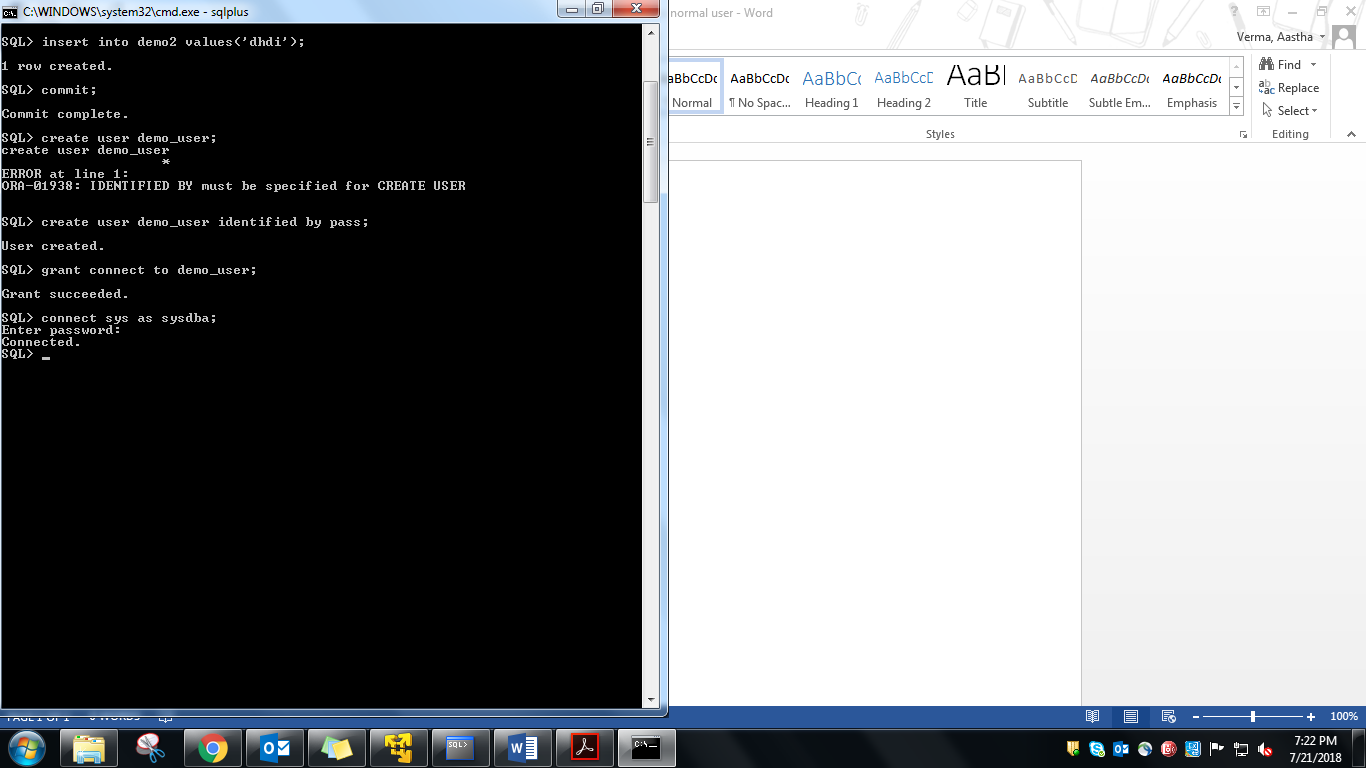 C:\WINDOWS\system32\cmd.exe - sqlplus
SQL> insert into demo2 values('dhdi');
1 row created.
SQL> commit;
Commit complete.
SQL> create user demo_user;
create user demo_user
*
ERROR at line 1:
ORA-01938: IDENTIFIED BY must be specified for CREATE USER
SQL> create user demo_user identified by pass;
User created.
SQL> grant connect to demo_user;
Grant succeeded.
SQL> connect sys as sysdba;
Enter password:
Connected.
SQL> _
normal user - Word
Verma, Aastha
AaBbCcDc AaBbCcDc AaBbCc AaBbCcD AaBl AaBbCcD AaBbCcDc AaBbCcDc
Normal ¶ No Spac... Heading 1 Heading 2 Title Subtitle Subtle Em... Emphasis
Styles
Find
Replace
Select
Editing
100%
SQL>
C:\_
7:22 PM
7/21/2018